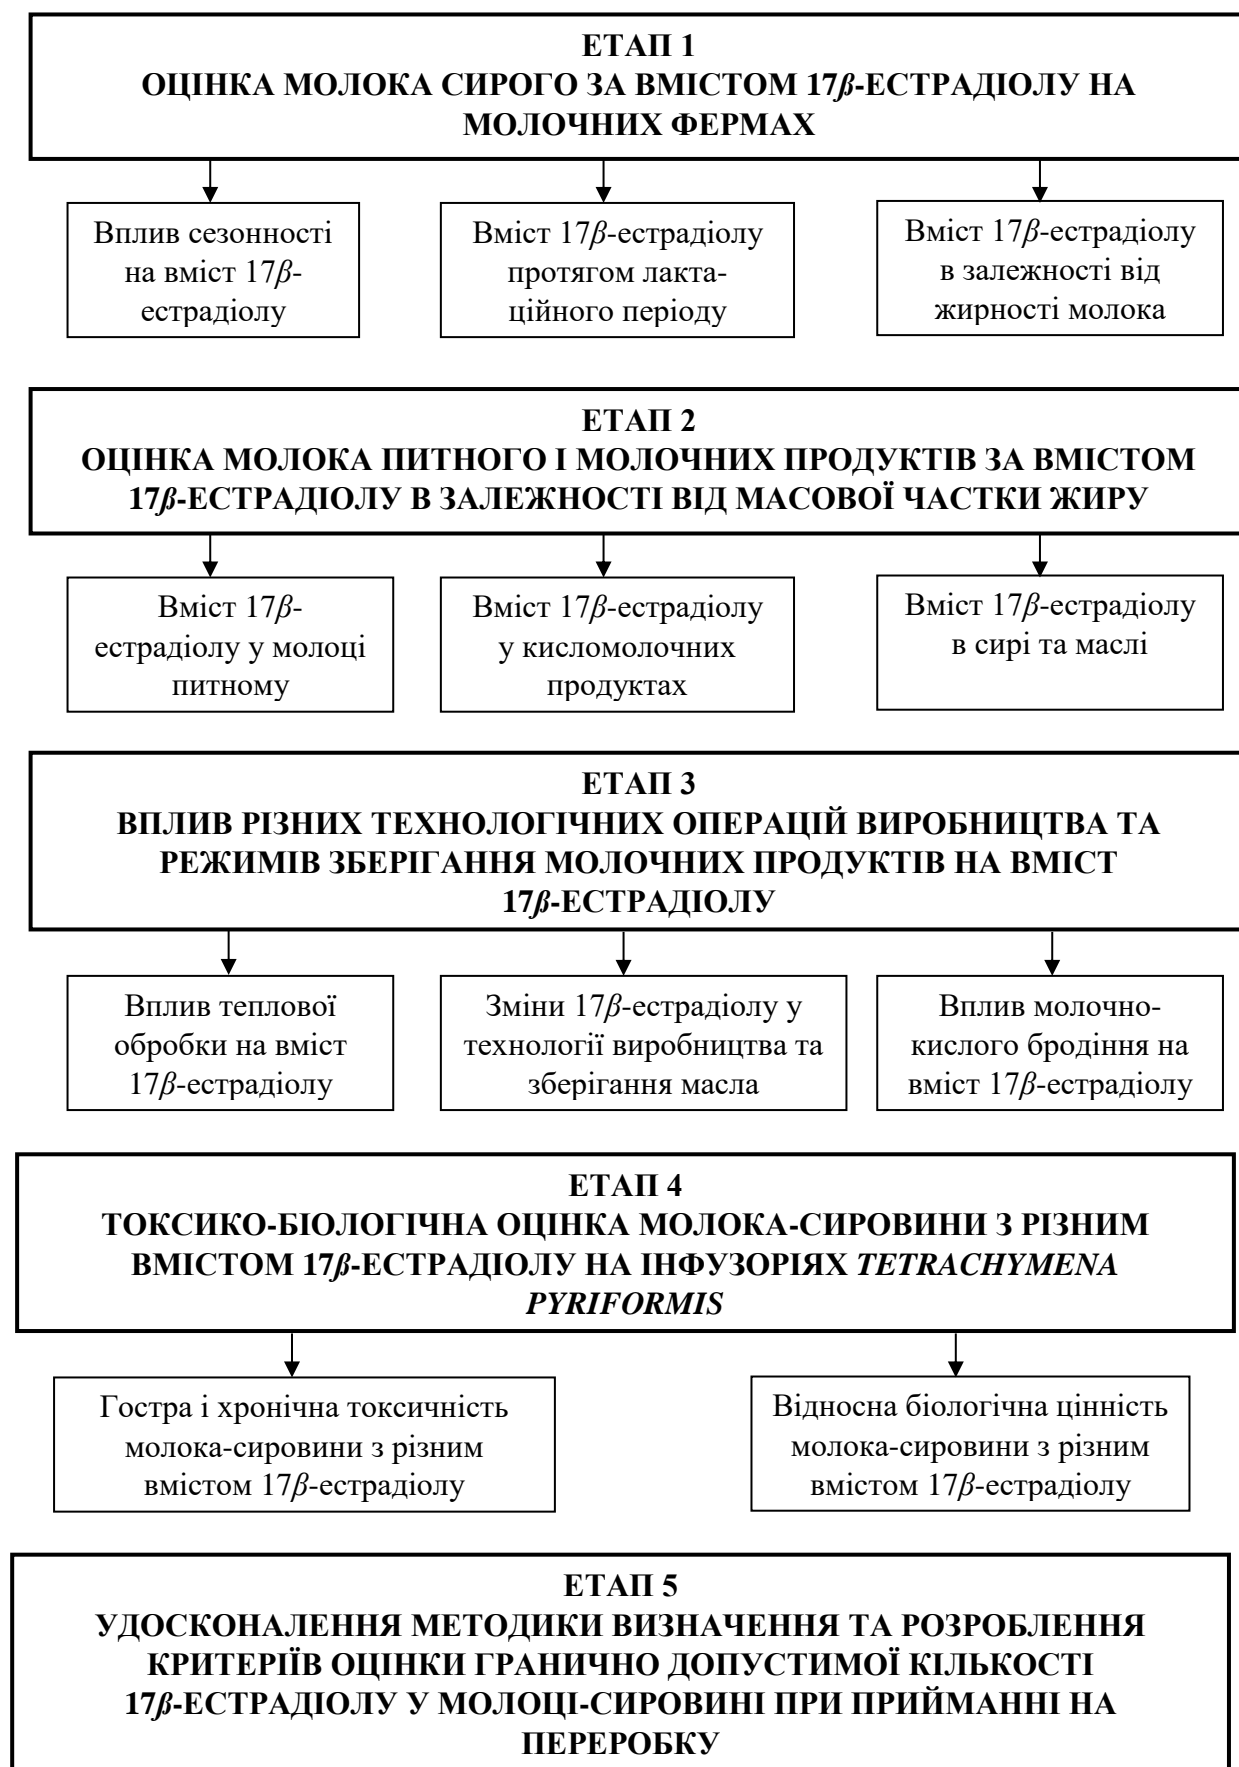 ЕТАП 1
ОЦІНКА МОЛОКА СИРОГО ЗА ВМІСТОМ 17β-ЕСТРАДІОЛУ НА
МОЛОЧНИХ ФЕРМАХ
Вплив сезонності
на вміст 17β-
естрадіолу
Вміст 17β-естрадіолу
протягом лакта-
ційного періоду
Вміст 17β-естрадіолу
в залежності від
жирності молока
ЕТАП 2
ОЦІНКА МОЛОКА ПИТНОГО І МОЛОЧНИХ ПРОДУКТІВ ЗА ВМІСТОМ
17β-ЕСТРАДІОЛУ В ЗАЛЕЖНОСТІ ВІД МАСОВОЇ ЧАСТКИ ЖИРУ
Вміст 17β-
естрадіолу у молоці
питному
Вміст 17β-естрадіолу
у кисломолочних
продуктах
Вміст 17β-естрадіолу
в сирі та маслі
ЕТАП 3
ВПЛИВ РІЗНИХ ТЕХНОЛОГІЧНИХ ОПЕРАЦІЙ ВИРОБНИЦТВА ТА
РЕЖИМІВ ЗБЕРІГАННЯ МОЛОЧНИХ ПРОДУКТІВ НА ВМІСТ
17β-ЕСТРАДІОЛУ
Вплив теплової
обробки на вміст
17β-естрадіолу
Зміни 17β-естрадіолу у
технології виробництва та
зберігання масла
Вплив молочно-
кислого бродіння на
вміст 17β-естрадіолу
ЕТАП 4
ТОКСИКО-БІОЛОГІЧНА ОЦІНКА МОЛОКА-СИРОВИНИ З РІЗНИМ
ВМІСТОМ 17β-ЕСТРАДІОЛУ НА ІНФУЗОРІЯХ TETRACHYMENA
PYRIFORMIS
Гостра і хронічна токсичність
молока-сировини з різним
вмістом 17β-естрадіолу
Відносна біологічна цінність
молока-сировини з різним
вмістом 17β-естрадіолу
ЕТАП 5
УДОСКОНАЛЕННЯ МЕТОДИКИ ВИЗНАЧЕННЯ ТА РОЗРОБЛЕННЯ
КРИТЕРІЇВ ОЦІНКИ ГРАНИЧНО ДОПУСТИМОЇ КІЛЬКОСТІ
17β-ЕСТРАДІОЛУ У МОЛОЦІ-СИРОВИНІ ПРИ ПРИЙМАННІ НА
ПЕРЕРОБКУ